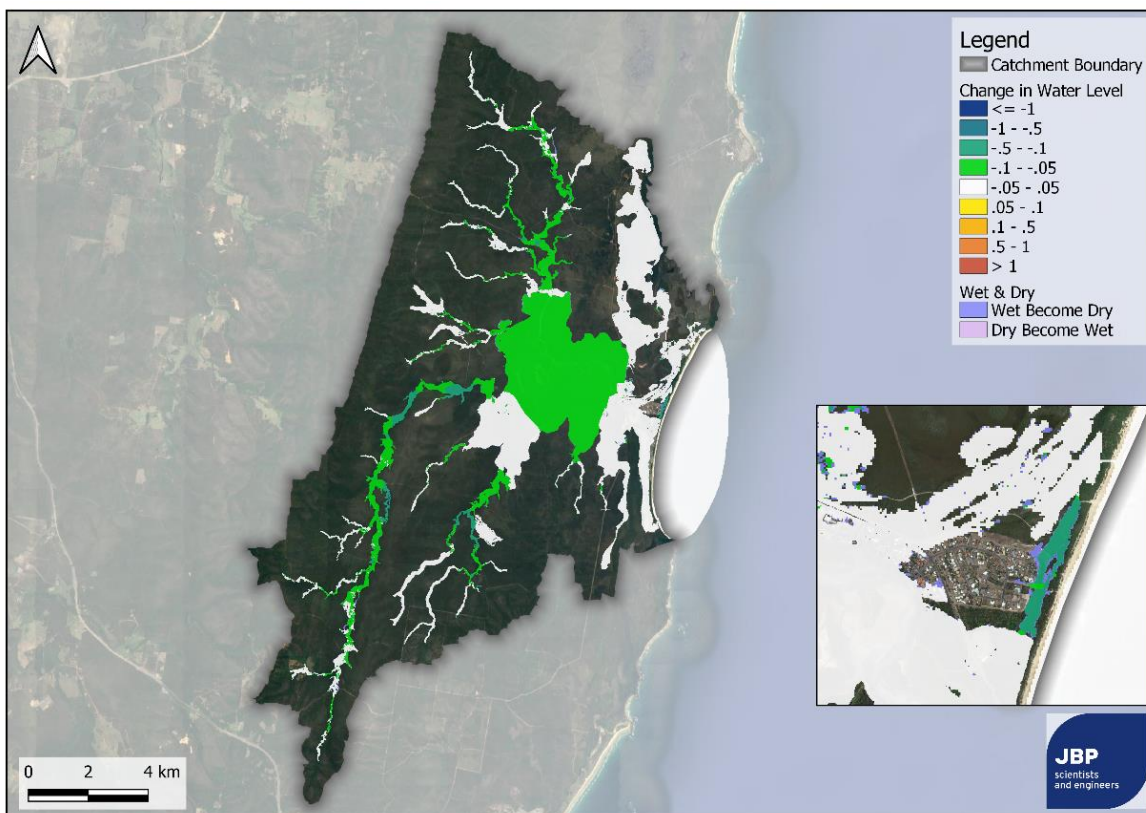 Legend
Catchment Boundary
Change in Water Level
<= -1
-1 - -.5
-.5 - -.1
-.1 - -.05
-.05 - .05
.05 - .1
.1 - .5
.5 - 1
> 1
Wet & Dry
Wet Become Dry
Dry Become Wet
0 2 4 km
JBP
scientists
and engineers